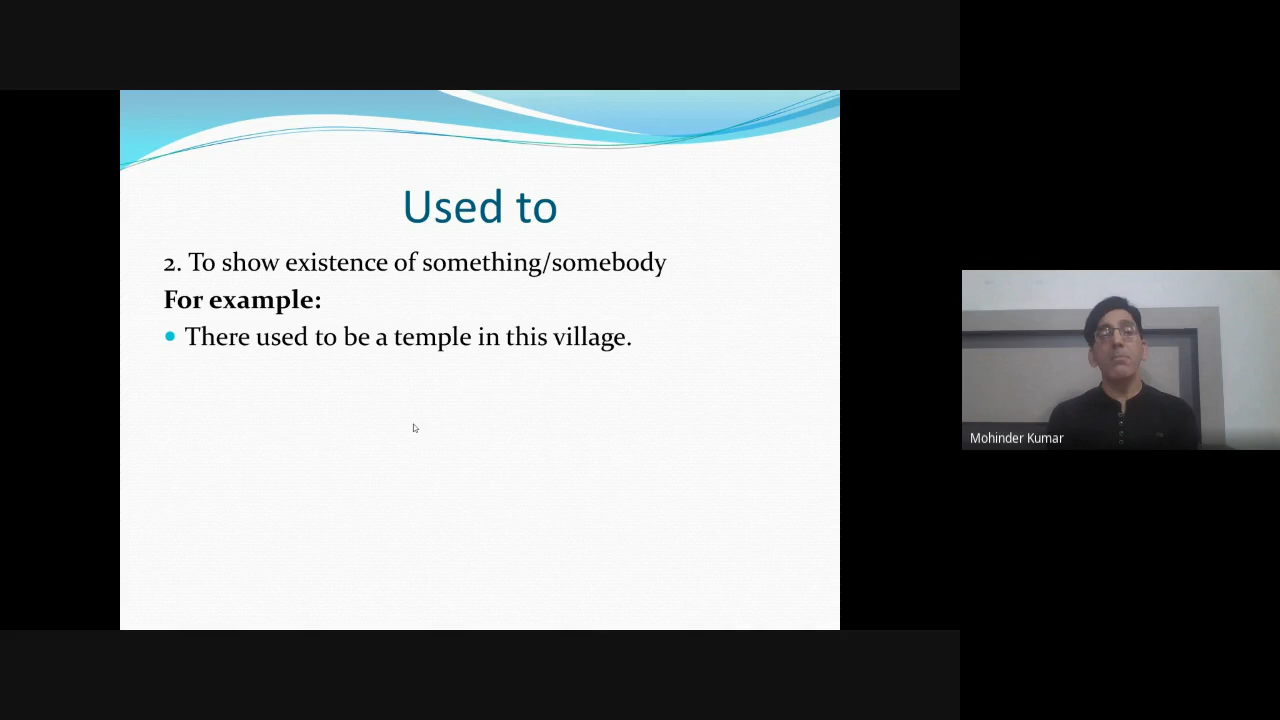 Used to
2. To show existence of something/somebody
For example:
There used to be a temple in this village.
Mohinder Kumar